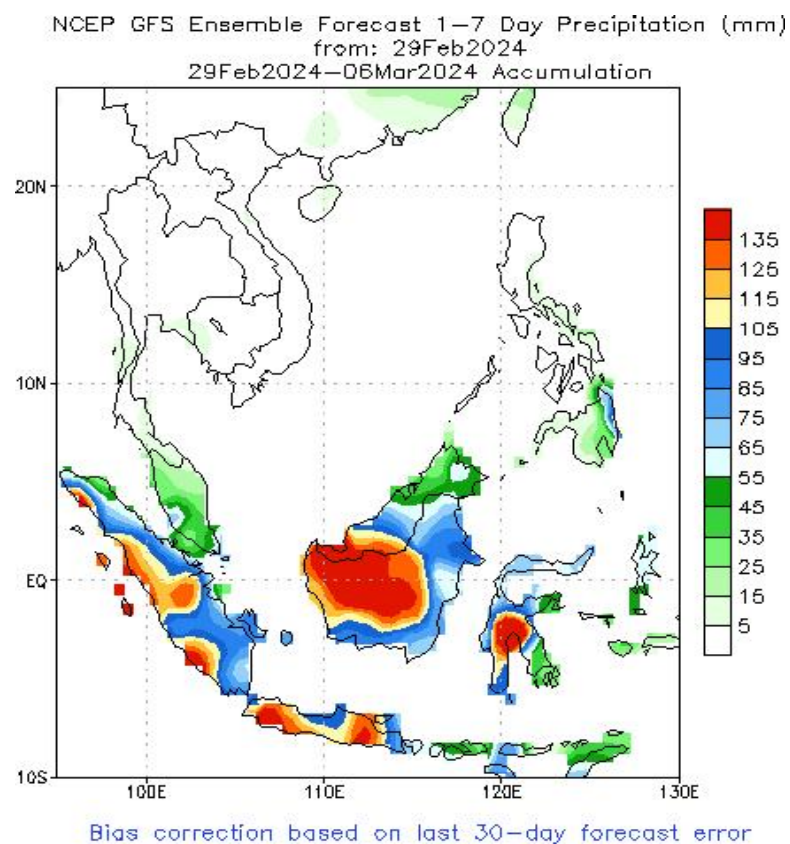 NCEP GFS Ensemble Forecast 1–7 Day Precipitation (mm)
from: 29Feb2024
29Feb2024–06Mar2024 Accumulation
20N
10N
EQ
10S
100E
110E
120E
130E
135
125
115
105
95
85
75
65
55
45
35
25
15
5
Bias correction based on last 30–day forecast error